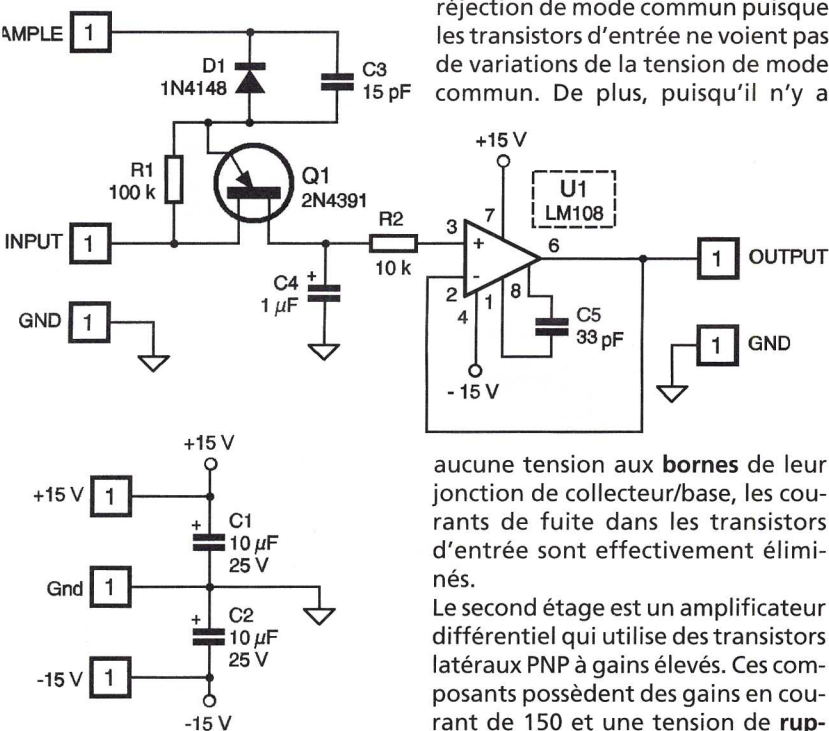 réjection de mode commun puisque
les transistors d'entrée ne voient pas
de variations de la tension de mode
commun. De plus, puisqu'il n'y a
AMPLE 1
D1
1N4148
C3
15 pF
R1
100 k
Q1
2N4391
INPUT 1
R2
10 k
C4 +
1 µF
GND 1
+15 V
U1
LM108
3
7
+
6
-
2
1
8
4
C5
33 pF
- 15 V
1 OUTPUT
1 GND
+15 V
+15 V 1
+ C1
10 µF
25 V
Gnd 1
+ C2
10 µF
25 V
-15 V 1
-15 V
aucune tension aux bornes de leur
jonction de collecteur/base, les cou-
rants de fuite dans les transistors
d'entrée sont effectivement élimi-
nés.
Le second étage est un amplificateur
différentiel qui utilise des transistors
latéraux PNP à gains élevés. Ces com-
posants possèdent des gains en cou-
rant de 150 et une tension de rup-